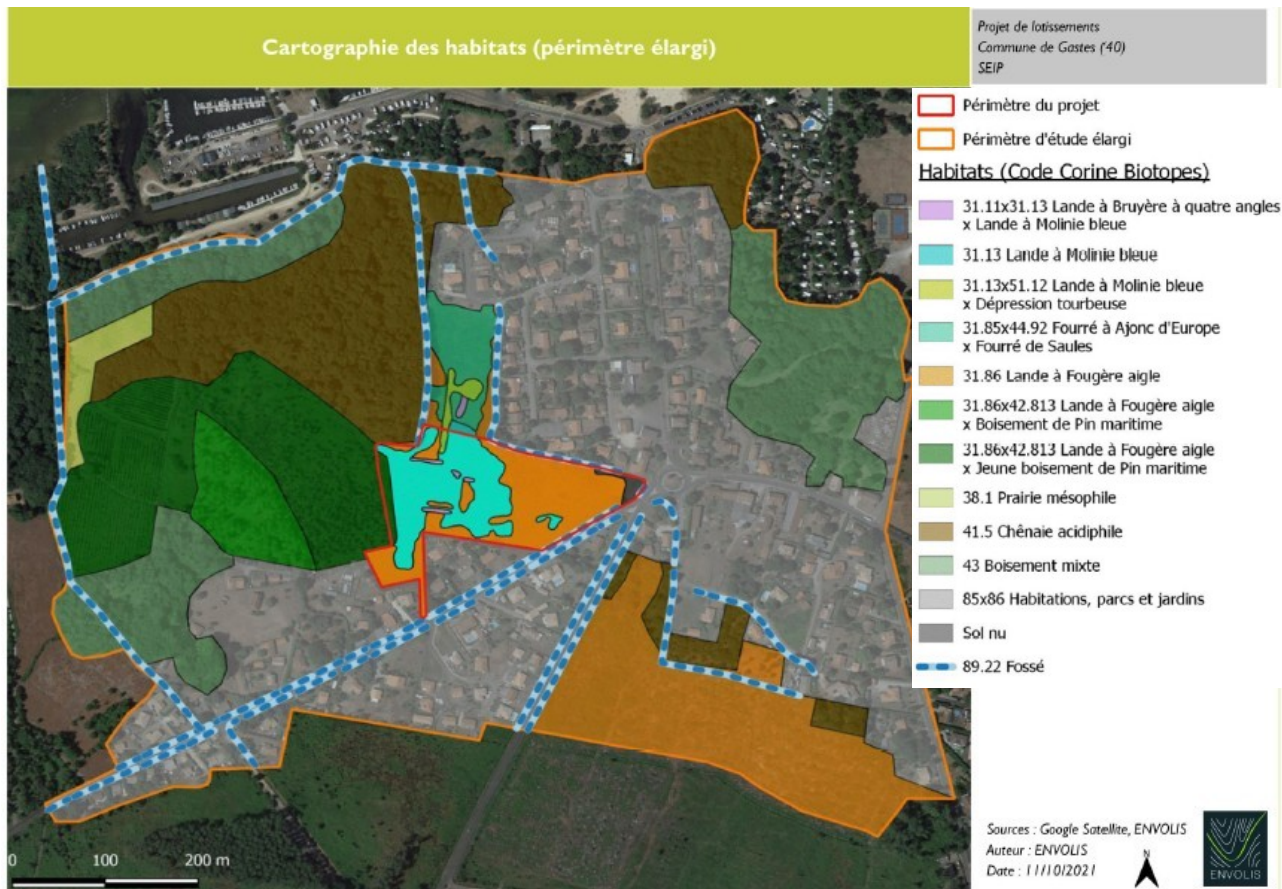 Cartographie des habitats (périmètre élargi)
Projet de lotissements
Commune de Gastes ('40)
SEIP
Périmètre du projet
Périmètre d'étude élargi
Habitats (Code Corine Biotopes)
31.11x31.13 Lande à Bruyère à quatre angles
x Lande à Molinie bleue
31.13 Lande à Molinie bleue
31.13x51.12 Lande à Molinie bleue
x Dépression tourbeuse
31.85x44.92 Fourré à Ajonc d'Europe
x Fourré de Saules
31.86 Lande à Fougère aigle
31.86x42.813 Lande à Fougère aigle
x Boisement de Pin maritime
31.86x42.813 Lande à Fougère aigle
x Jeune boisement de Pin maritime
38.1 Prairie mésophile
41.5 Chênaie acidiphile
43 Boisement mixte
85x86 Habitations, parcs et jardins
Sol nu
89.22 Fossé
0 100 200 m
Sources : Google Satellite, ENVOLIS
Auteur : ENVOLIS
Date : 11/10/2021
N
ENVOLIS